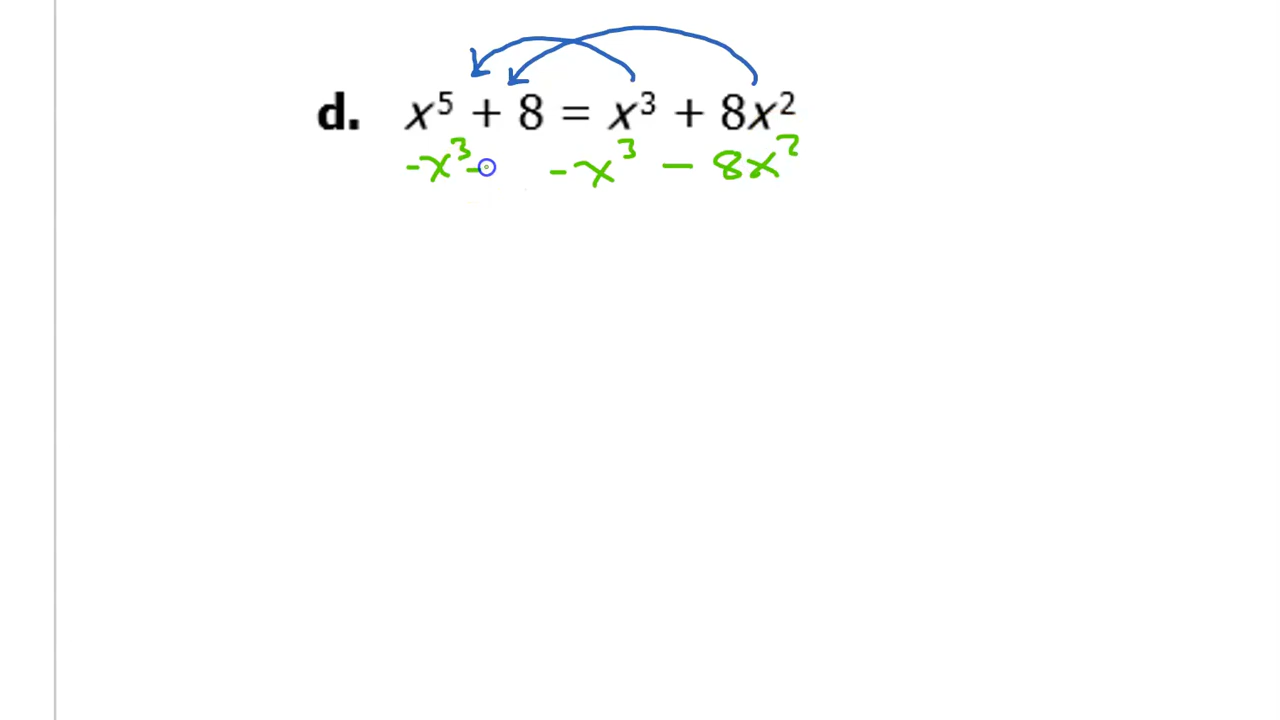 d. x⁵ + 8 = x³ + 8x²
-x³- -x³ - 8x²